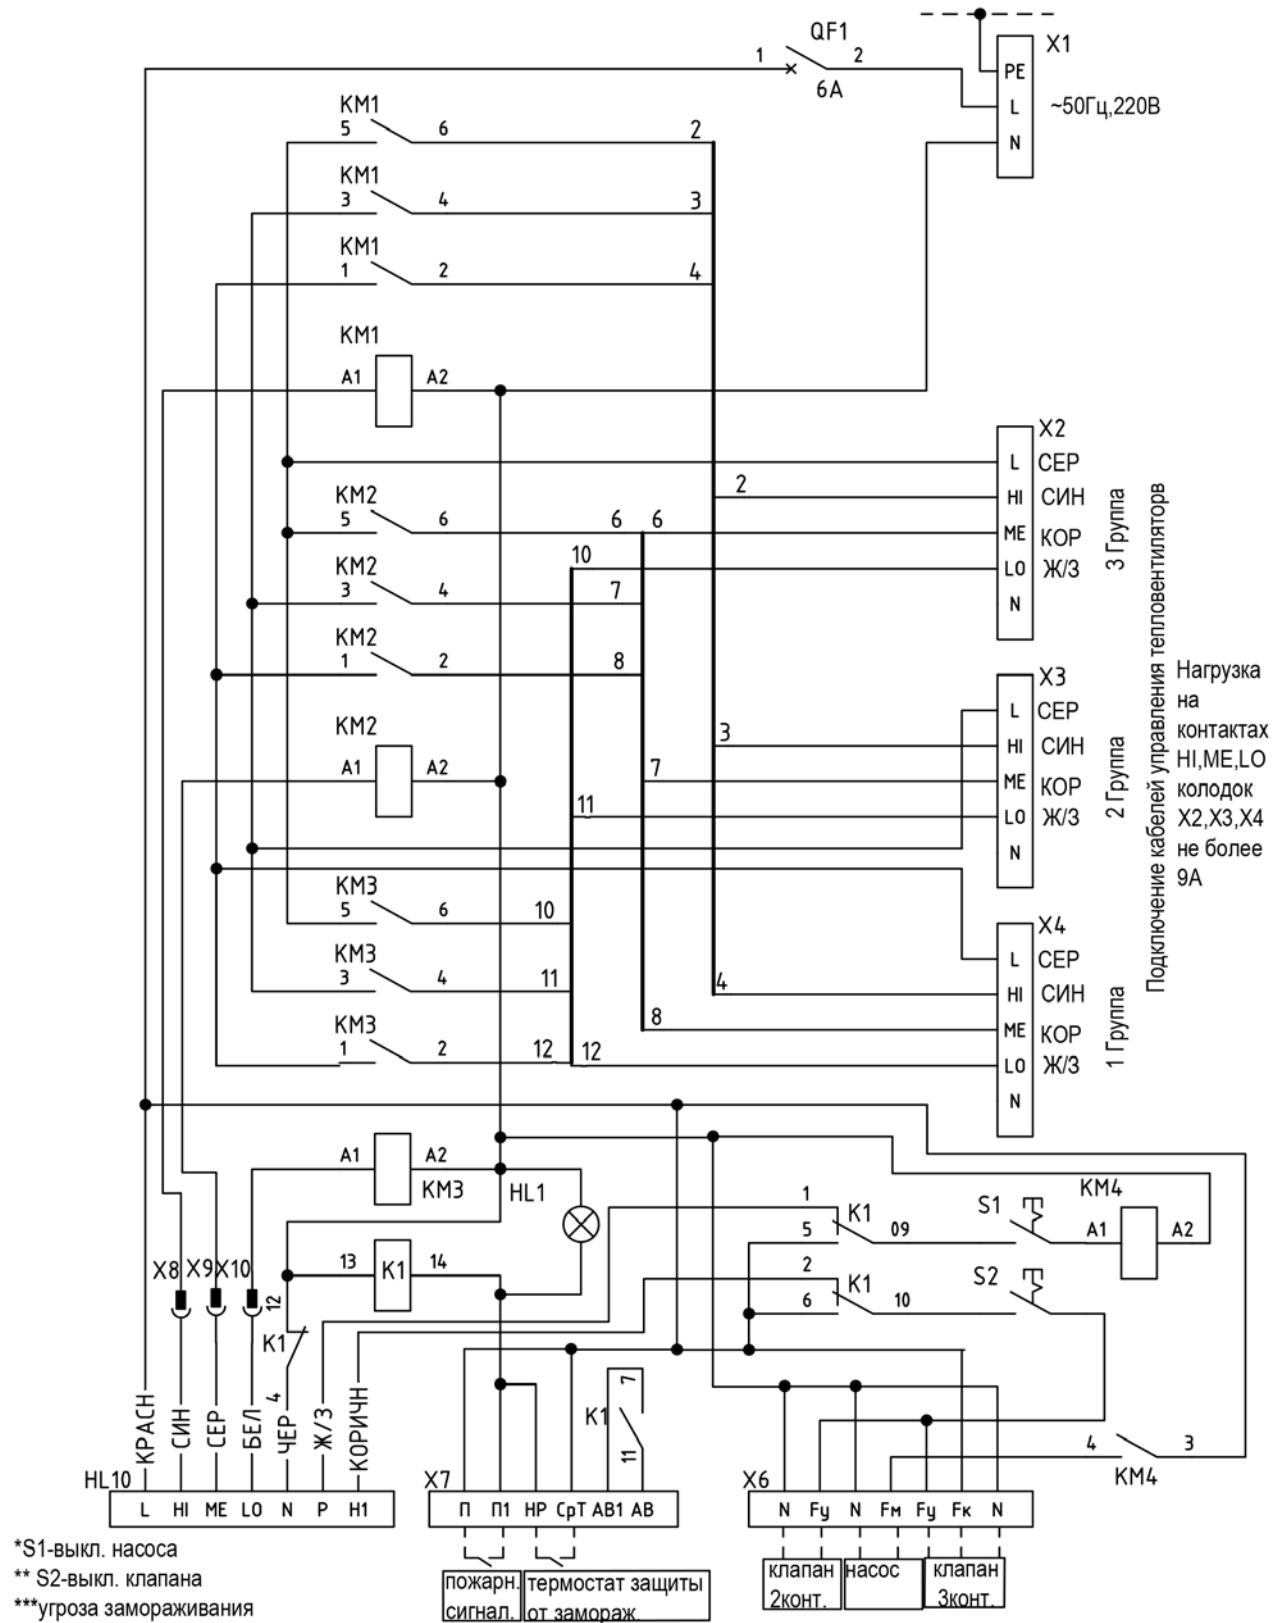 QF1
1
2
6А
X1
PE
L
N
~50Гц,220В
KM1
5
6
2
KM1
3
4
3
KM1
1
2
4
KM1
A1
A2
X2
L
СЕР
HI
СИН
2
ME
КОР
LO
Ж/З
N
3 Группа
KM2
5
6
6
6
10
KM2
3
4
7
KM2
1
2
8
KM2
A1
A2
X3
L
СЕР
3
HI
СИН
7
ME
КОР
11
LO
Ж/З
N
2 Группа
Подключение кабелей управления тепловентиляторв
Нагрузка
на
контактах
HI,ME,LO
колодок
X2,X3,X4
не более
9А
KM3
5
6
10
KM3
3
4
11
KM3
1
2
12
12
X4
L
СЕР
4
HI
СИН
8
ME
КОР
LO
Ж/З
N
1 Группа
A1
A2
KM3
HL1
1
K1
5
09
S1
KM4
A1
A2
13
K1
14
2
K1
6
10
S2
X8
X9
X10
12
K1
4
КРАСН
СИН
СЕР
БЕЛ
ЧЕР
Ж/З
КОРИЧН
K1
7
11
4
3
KM4
HL10
L HI ME LO N P H1
X7
П П1 НР СрТ АВ1 АВ
X6
N Fу N Fм Fу Fк N
пожарн.
сигнал.
термостат защиты
от замораж.
клапан
2конт.
насос
клапан
3конт.
*S1-выкл. насоса
** S2-выкл. клапана
***угроза замораживания